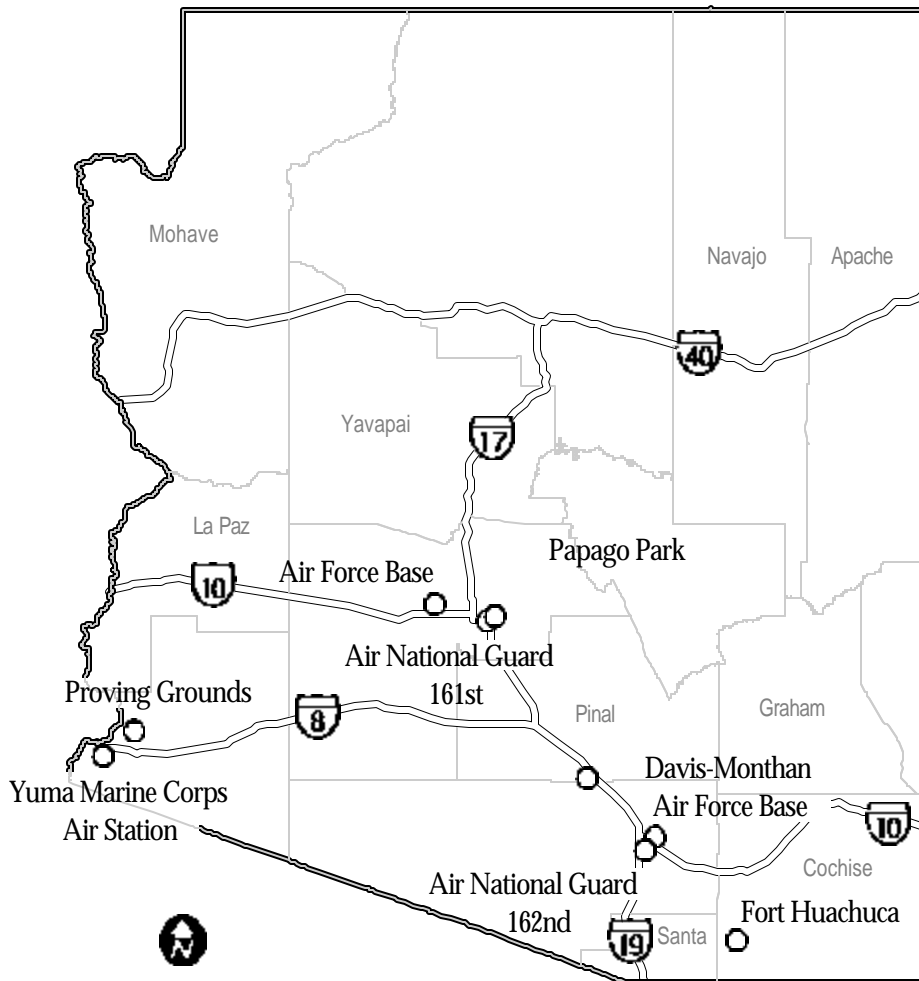 Mohave
Navajo
Apache
40
Yavapai
17
La Paz
Papago Park
10
Air Force Base
Air National Guard
161st
Proving Grounds
8
Pinal
Graham
Yuma Marine Corps
Air Station
Davis-Monthan
Air Force Base
10
Cochise
Air National Guard
162nd
Fort Huachuca
19
Santa
N